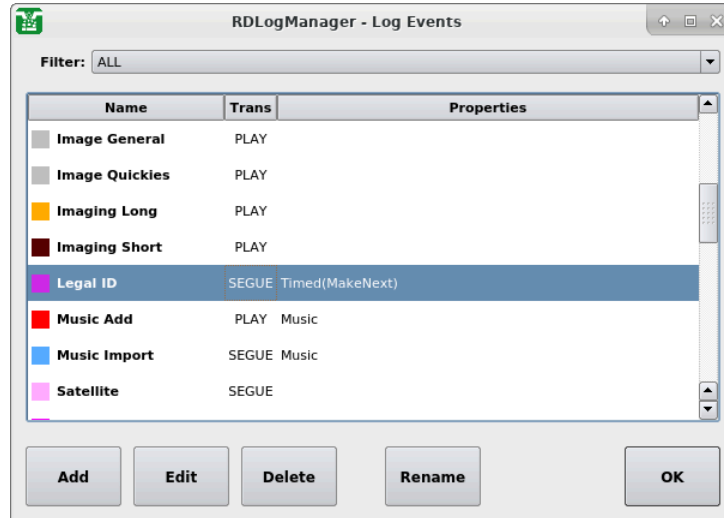 RDLogManager - Log Events
Filter: ALL
Name Trans Properties
Image General PLAY
Image Quickies PLAY
Imaging Long PLAY
Imaging Short PLAY
Legal ID SEGUE Timed(MakeNext)
Music Add PLAY Music
Music Import SEGUE Music
Satellite SEGUE
Add Edit Delete Rename OK